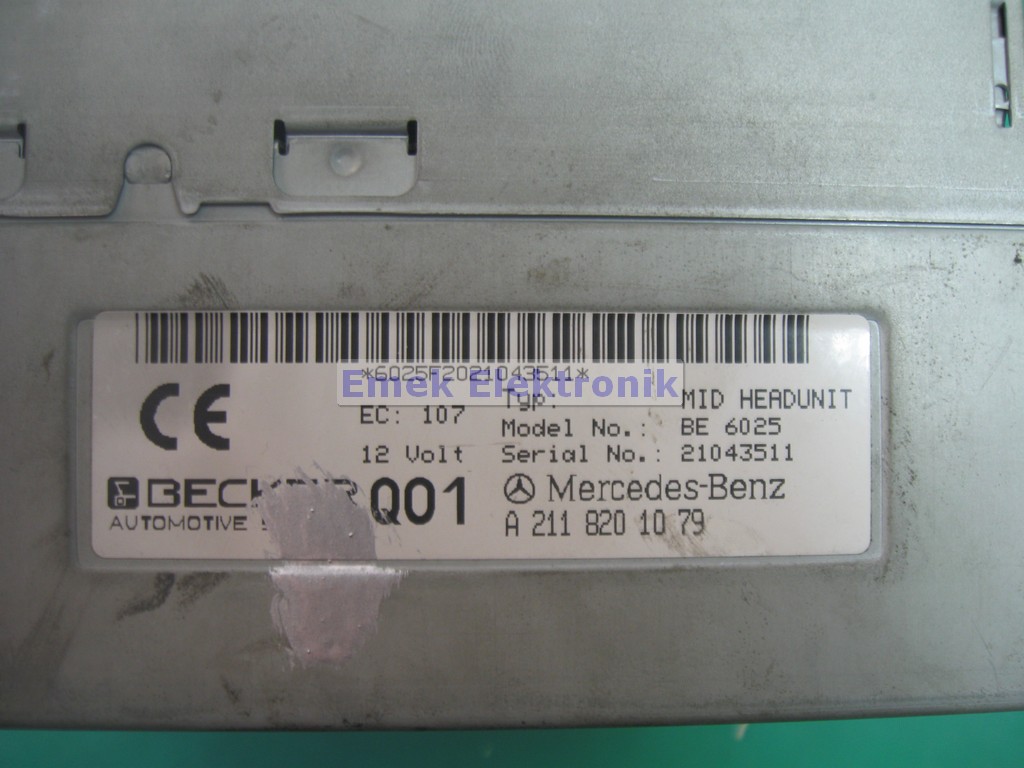 *6025F2021043511*
Emek Elektronik
CE
EC: 107
12 Volt
Typ: MID HEADUNIT
Model No.: BE 6025
Serial No.: 21043511
BECKER
AUTOMOTIVE
Q01
Mercedes-Benz
A 211 820 10 79